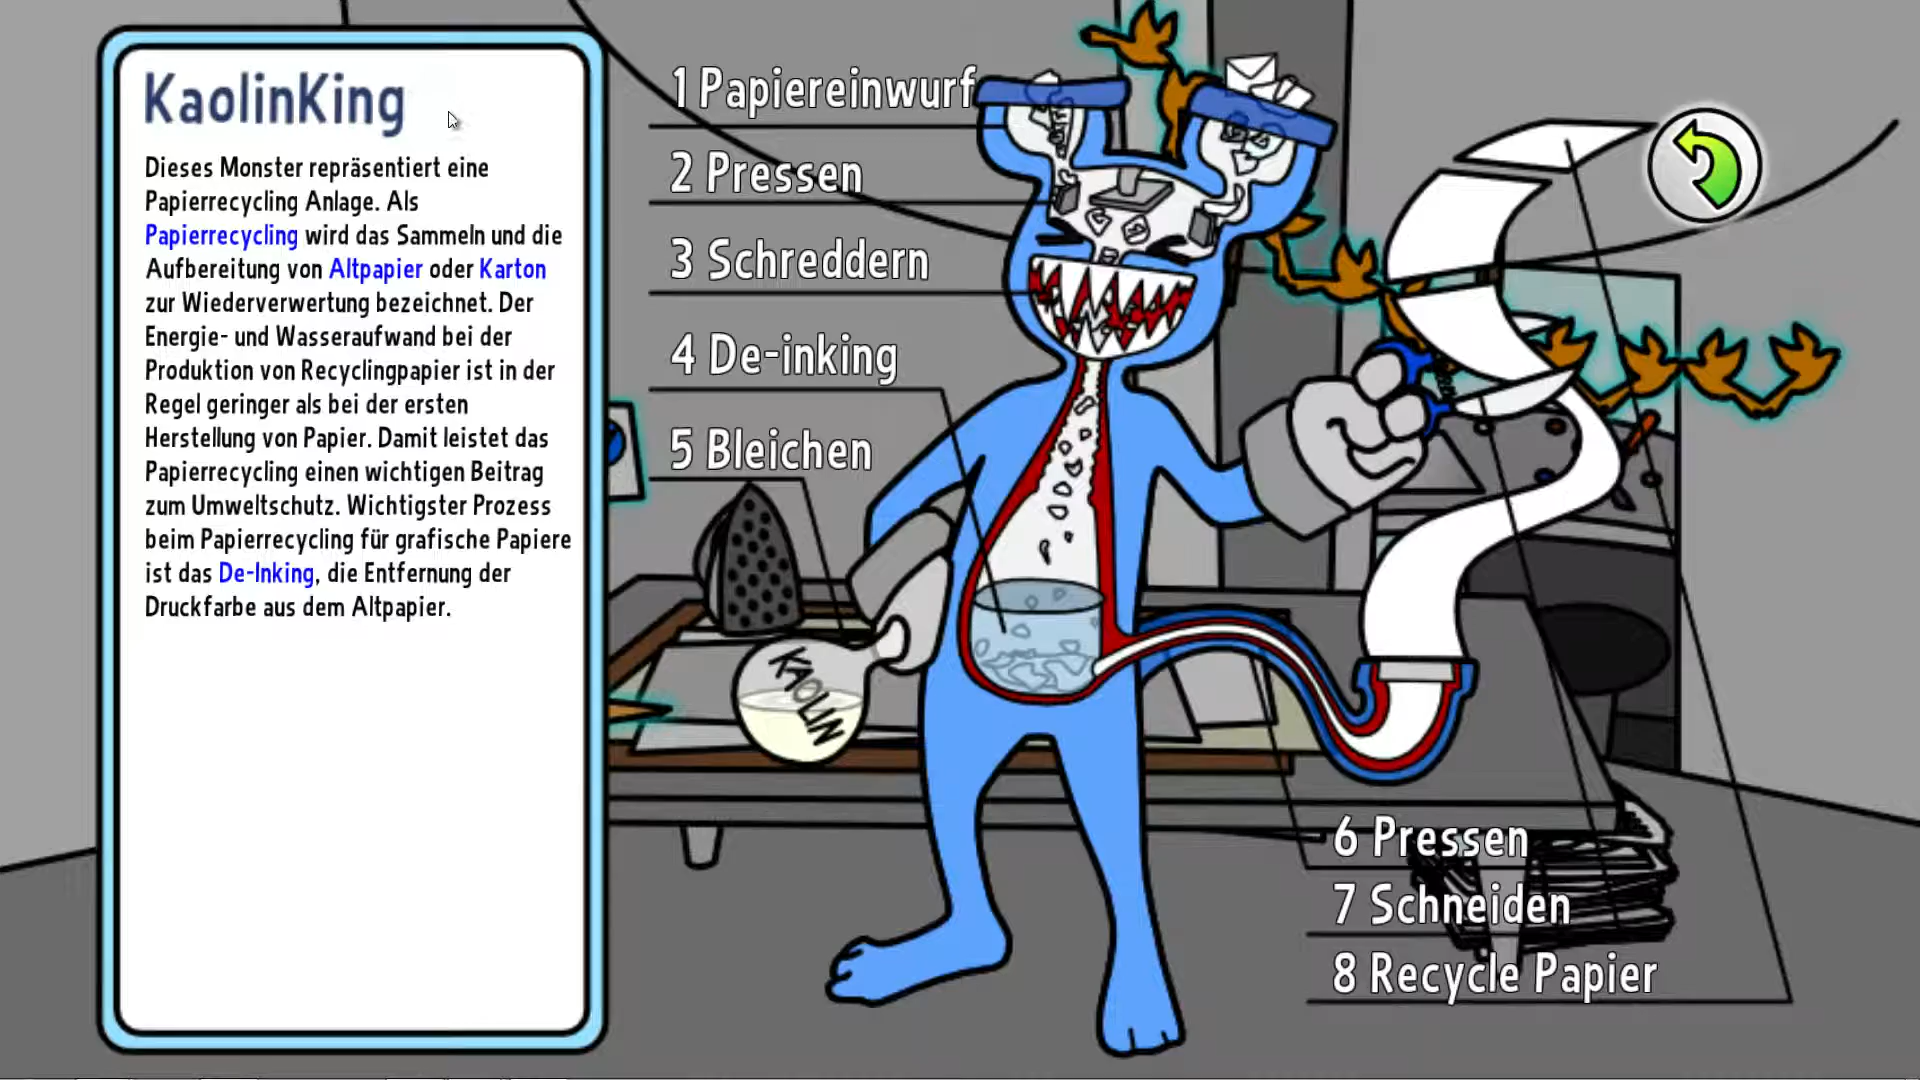 KaolinKing
Dieses Monster repräsentiert eine
Papierrecycling Anlage. Als
Papierrecycling wird das Sammeln und die
Aufbereitung von Altpapier oder Karton
zur Wiederverwertung bezeichnet. Der
Energie- und Wasseraufwand bei der
Produktion von Recyclingpapier ist in der
Regel geringer als bei der ersten
Herstellung von Papier. Damit leistet das
Papierrecycling einen wichtigen Beitrag
zum Umweltschutz. Wichtigster Prozess
beim Papierrecycling für grafische Papiere
ist das De-Inking, die Entfernung der
Druckfarbe aus dem Altpapier.
1 Papiereinwurf
2 Pressen
3 Schreddern
4 De-inking
5 Bleichen
KAOLIN
6 Pressen
7 Schneiden
8 Recycle Papier